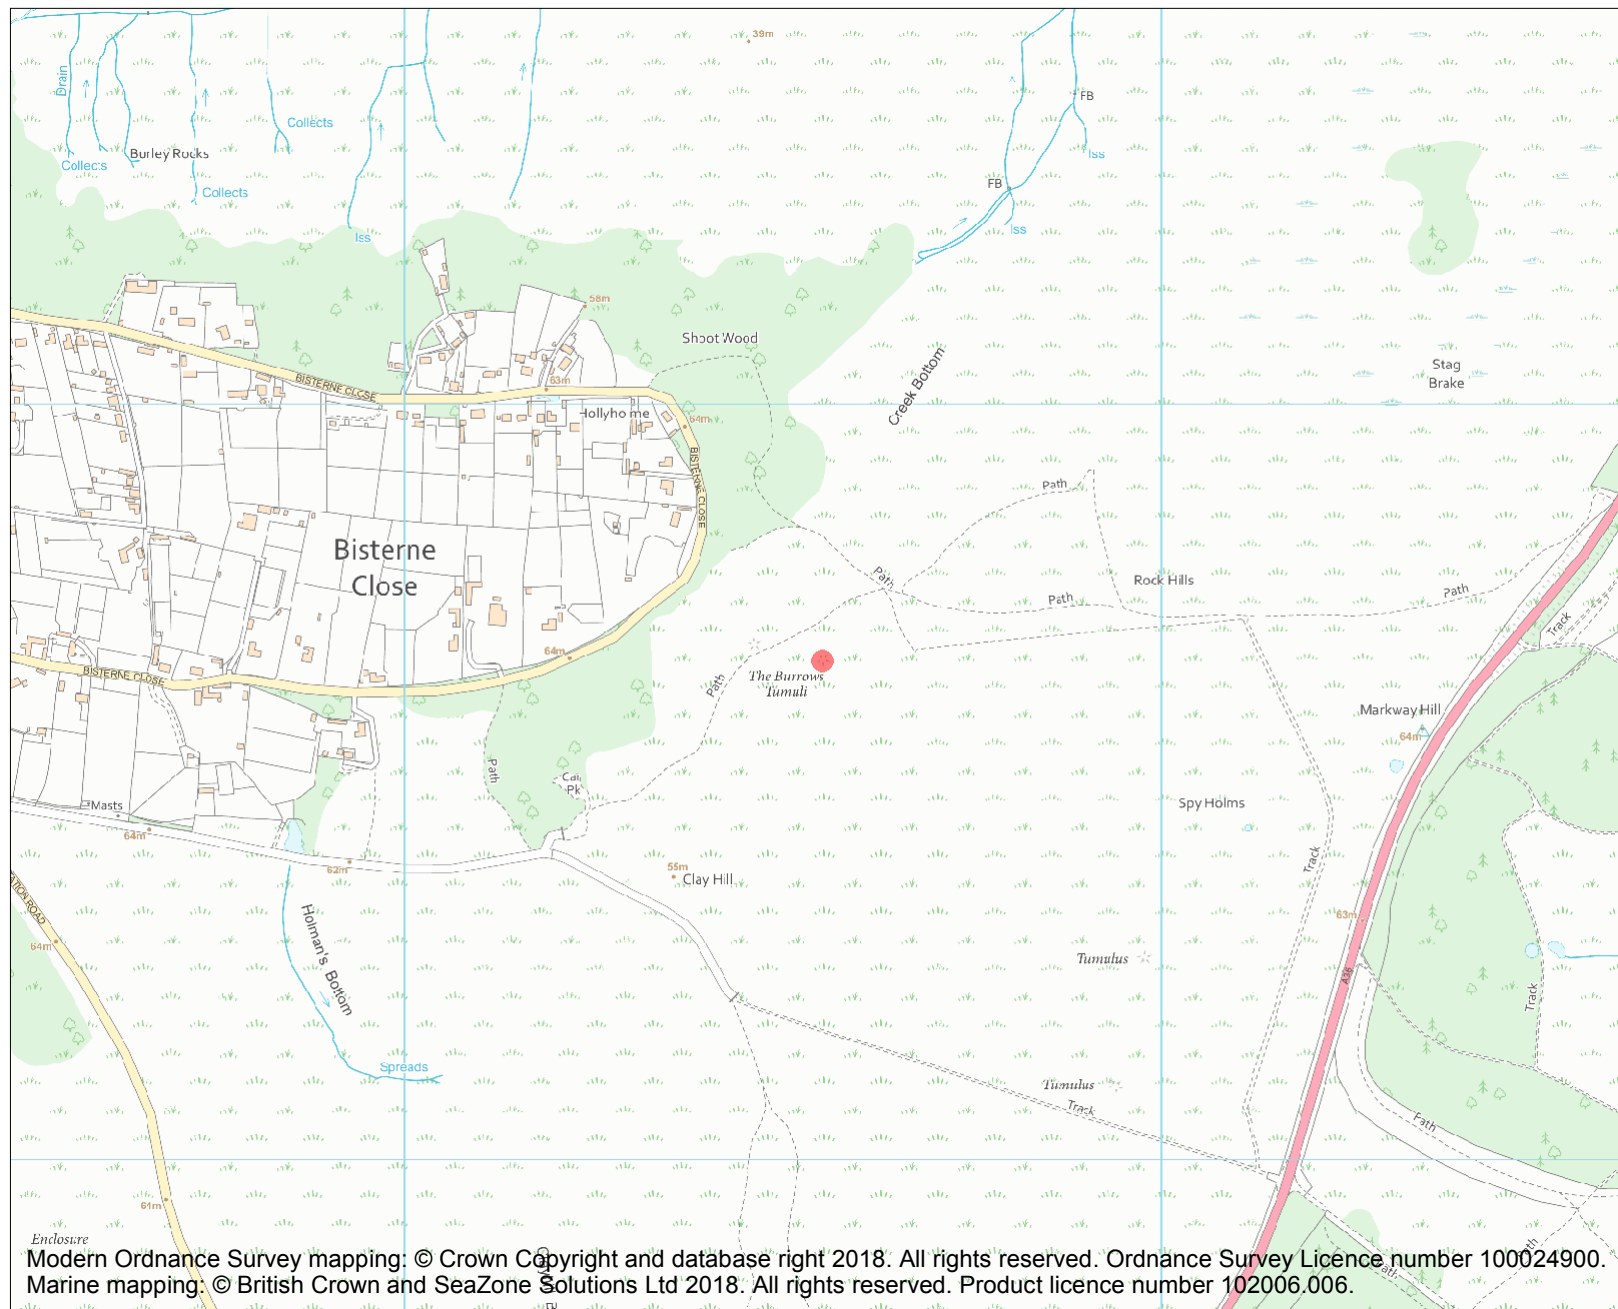 39m
Drain
FB
Collects
Burley Rocks
Iss
Collects
FB
Collects
Iss
Iss
58m
Shoot Wood
Stag
Brake
Creek Bottom
BISTERNE CLOSE
63m
Hollyhome
64m
BISTERNE CLOSE
Path
Bisterne
Close
Path
Rock Hills
Path
Path
Track
64m
BISTERNE CLOSE
The Burrows
Tumuli
Path
Markway Hill
64m
Path
Car
Pk
Masts
Spy Holms
64m
62m
55m
Clay Hill
Track
63m
64m
Holman's Bottom
Tumulus
A35
Track
Spreads
Tumulus
Track
Path
61m
Enclosure
Path
Path
Modern Ordnance Survey mapping: © Crown Copyright and database right 2018. All rights reserved. Ordnance Survey Licence number 100024900.
Marine mapping: © British Crown and SeaZone Solutions Ltd 2018. All rights reserved. Product licence number 102006.006.